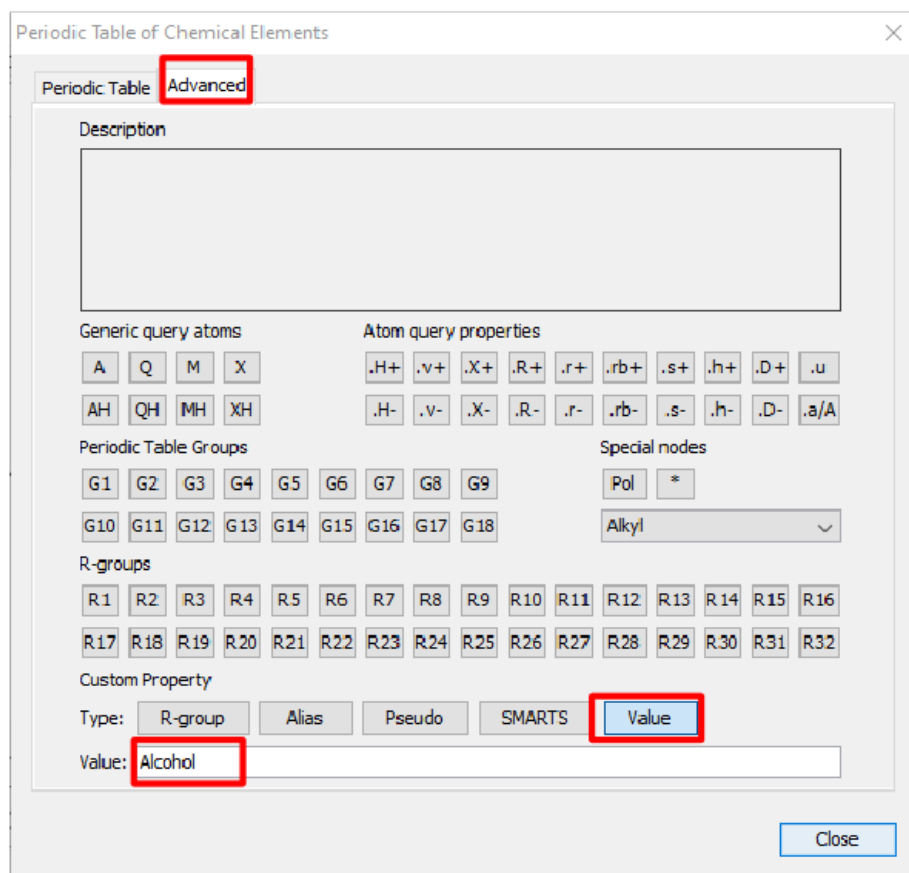 Periodic Table of Chemical Elements
Periodic Table Advanced
Description
Generic query atoms Atom query properties
A Q M X .H+ .v+ .X+ .R+ .r+ .rb+ .s+ .h+ .D+ .u
AH QH MH XH .H- .v- .X- .R- .r- .rb- .s- .h- .D- .a/A
Periodic Table Groups Special nodes
G1 G2 G3 G4 G5 G6 G7 G8 G9 Pol *
G10 G11 G12 G13 G14 G15 G16 G17 G18 Alkyl
R-groups
R1 R2 R3 R4 R5 R6 R7 R8 R9 R10 R11 R12 R13 R14 R15 R16
R17 R18 R19 R20 R21 R22 R23 R24 R25 R26 R27 R28 R29 R30 R31 R32
Custom Property
Type: R-group Alias Pseudo SMARTS Value
Value: Alcohol
Close